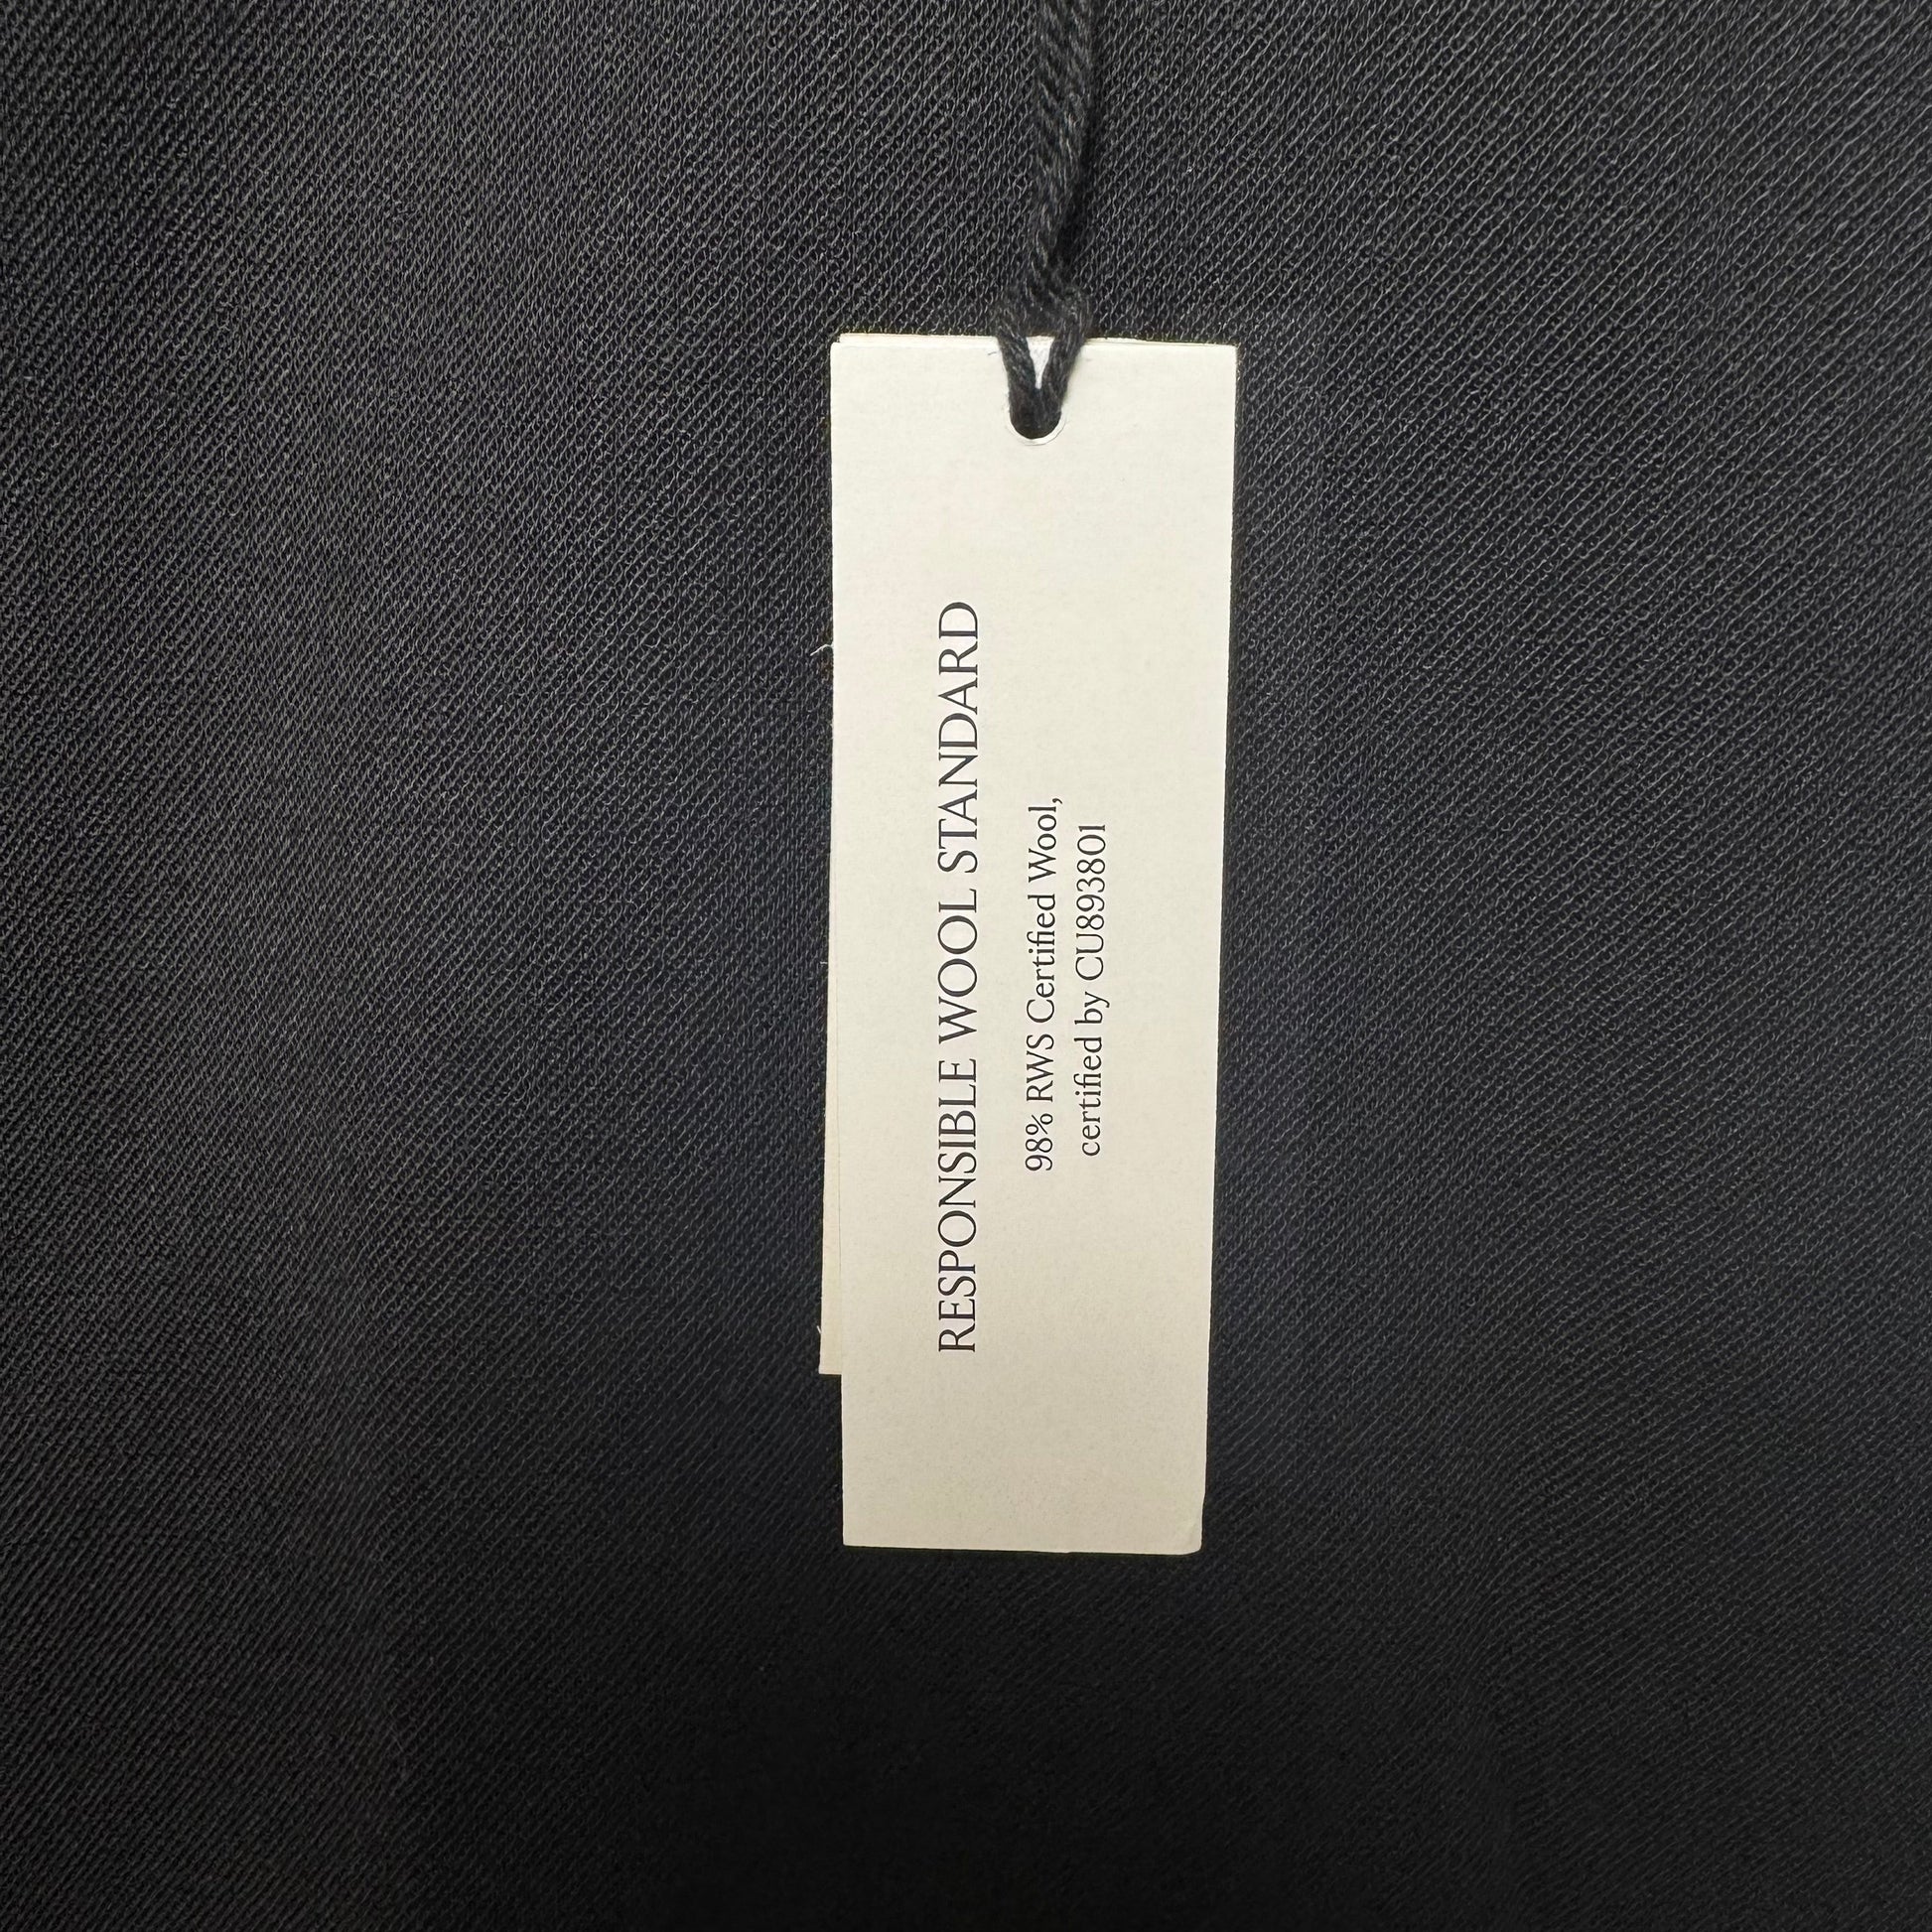 RESPONSIBLE WOOL STANDARD
98% RWS Certified Wool,
certified by CU893801